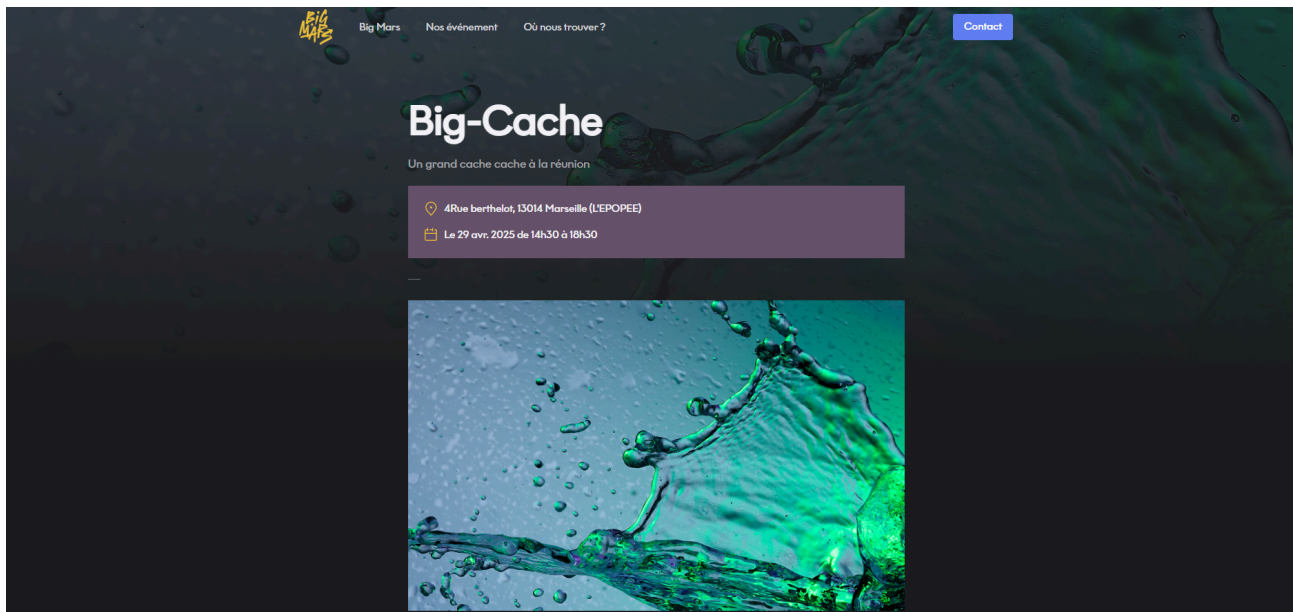 BIG
MARS
Big Mars
Nos événement
Où nous trouver ?
Contact
Big-Cache
Un grand cache cache à la réunion
4Rue berthelot, 13014 Marseille (L'EPOPEE)
Le 29 avr. 2025 de 14h30 à 18h30